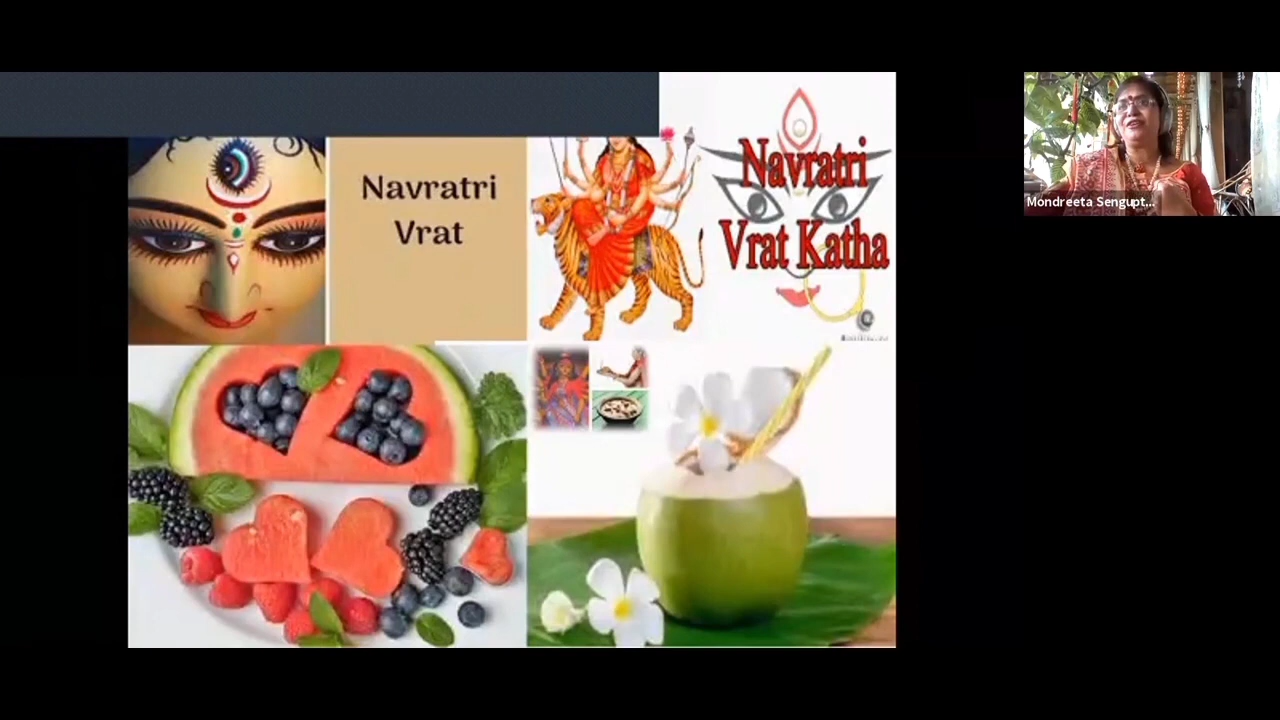 Navratri
Vrat
Navratri
Vrat Katha
Mondreeta Sengupt...